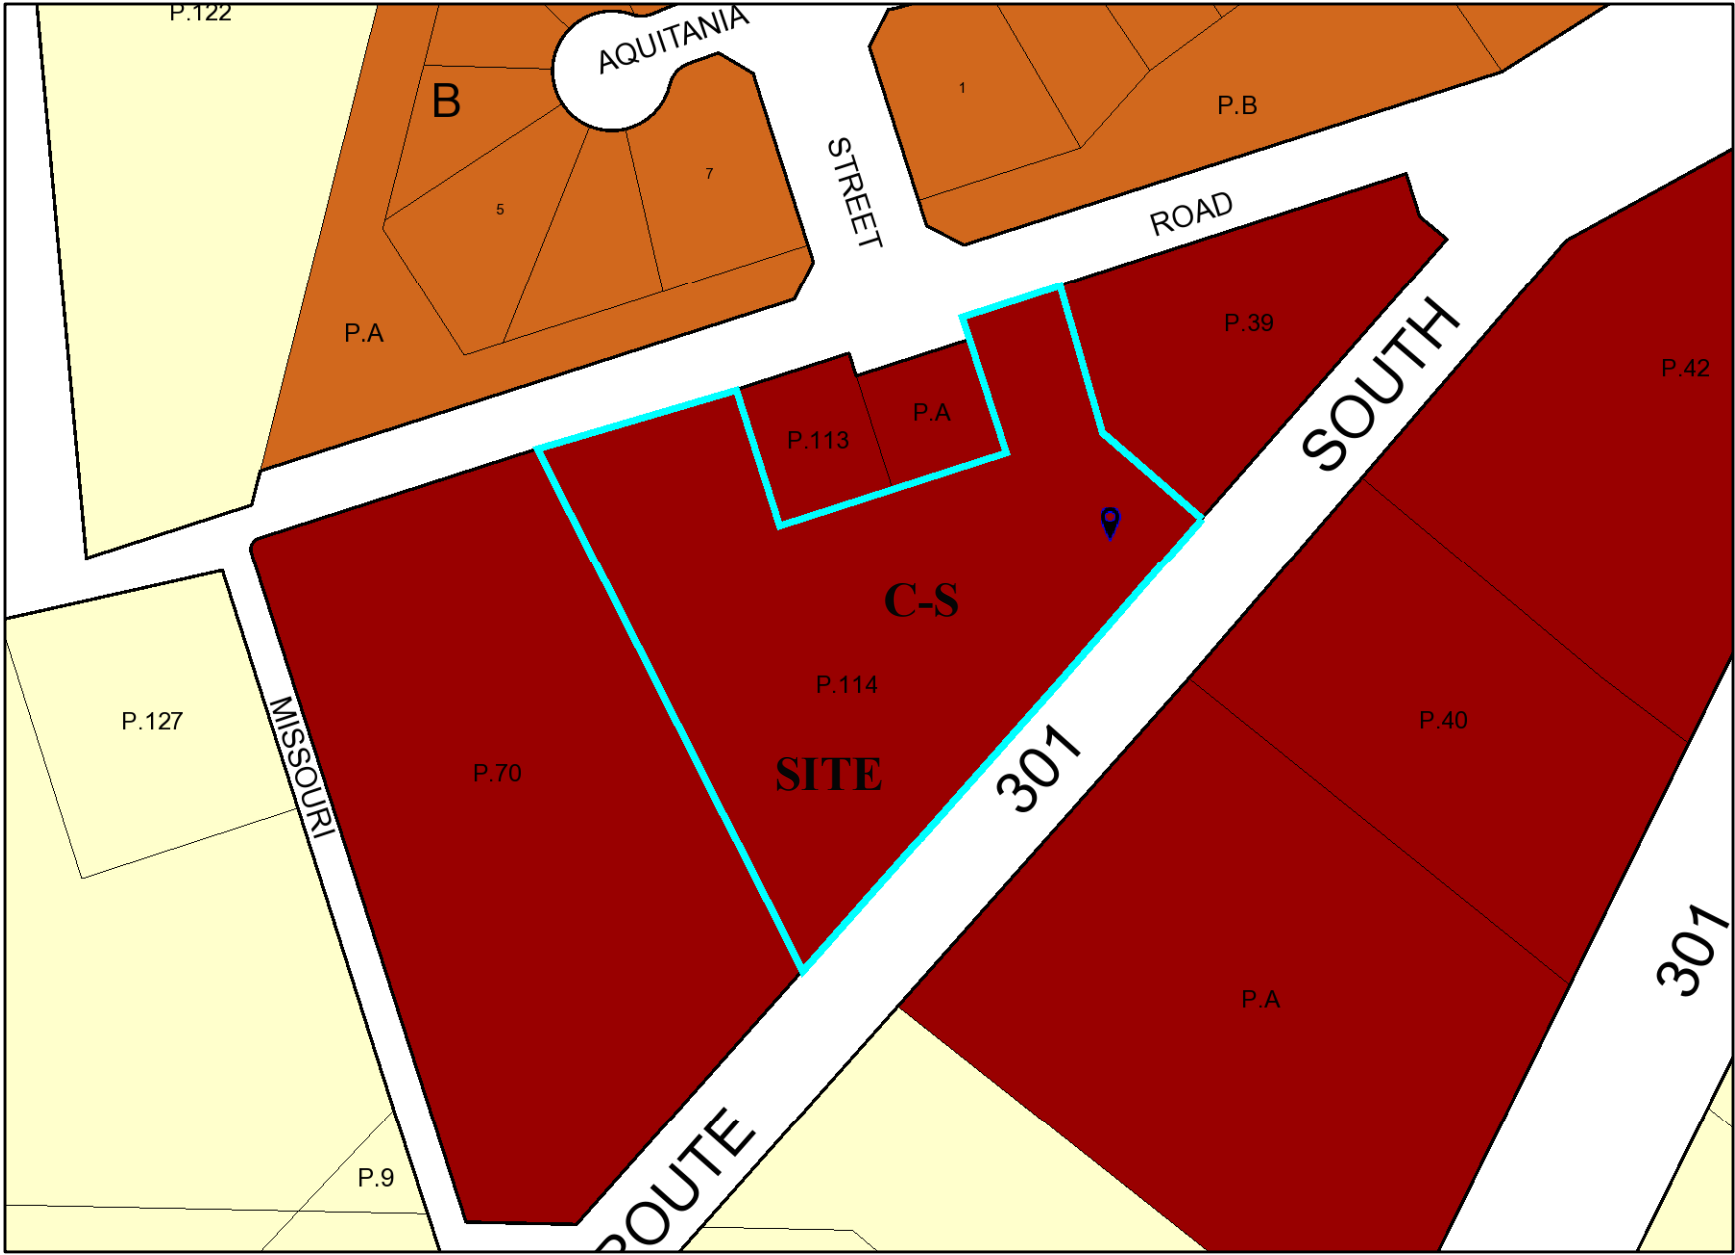 P.122
AQUITANIA
B
1
P.B
STREET
7
5
ROAD
P.A
P.39
SOUTH
P.42
P.A
P.113
C-S
P.114
P.127
MISSOURI
P.70
SITE
301
P.40
301
P.A
ROUTE
P.9